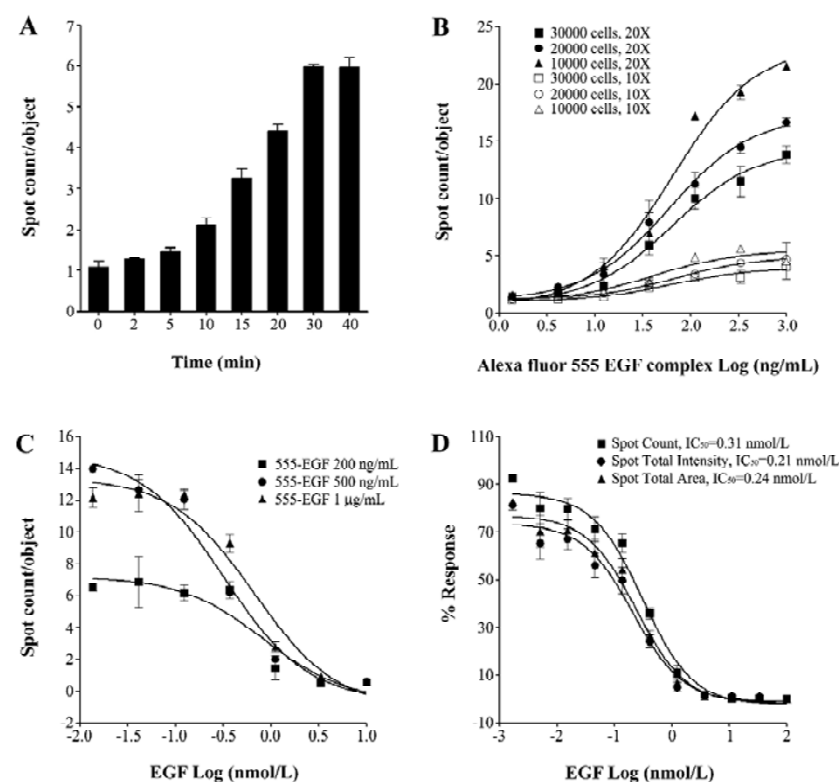 A
Spot count/object
7
6
5
4
3
2
1
0
0 2 5 10 15 20 30 40
Time (min)
B
Spot count/object
25
20
15
10
5
0
30000 cells, 20X
20000 cells, 20X
10000 cells, 20X
30000 cells, 10X
20000 cells, 10X
10000 cells, 10X
0.0 0.5 1.0 1.5 2.0 2.5 3.0
Alexa fluor 555 EGF complex Log (ng/mL)
C
Spot count/object
16
14
12
10
8
6
4
2
0
-2
555-EGF 200 ng/mL
555-EGF 500 ng/mL
555-EGF 1 μg/mL
-2.0 -1.5 -1.0 -0.5 0.0 0.5 1.0
EGF Log (nmol/L)
D
% Response
110
90
70
50
30
10
-10
Spot Count, IC₅₀=0.31 nmol/L
Spot Total Intensity, IC₅₀=0.21 nmol/L
Spot Total Area, IC₅₀=0.24 nmol/L
-3 -2 -1 0 1 2
EGF Log (nmol/L)